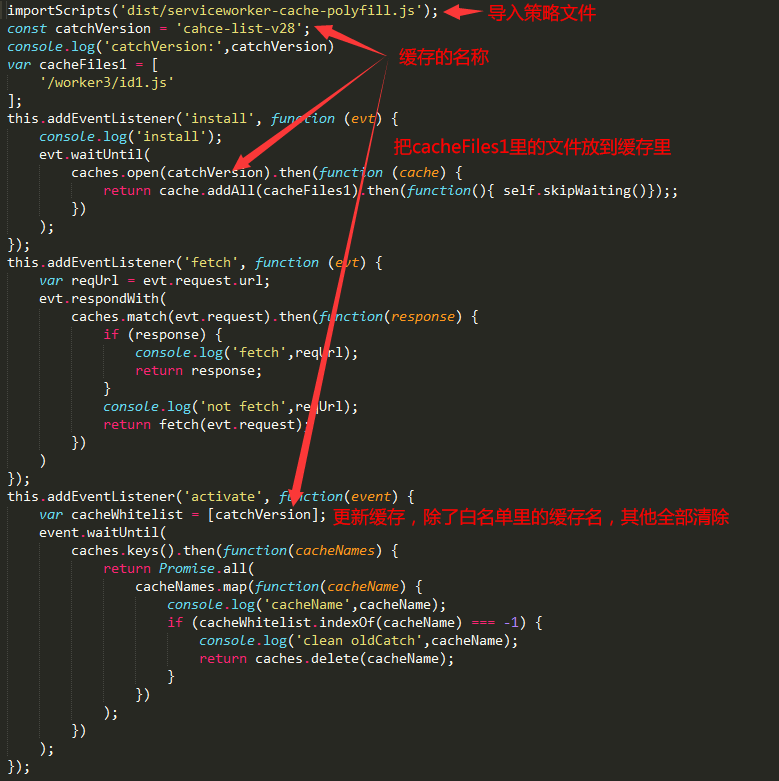 importScripts('dist/serviceworker-cache-polyfill.js'); 导入策略文件
const catchVersion = 'cahce-list-v28';
console.log('catchVersion:',catchVersion)
缓存的名称
var cacheFiles1 = [
    '/worker3/id1.js'
];
this.addEventListener('install', function (evt) {
    console.log('install');
把cacheFiles1里的文件放到缓存里
    evt.waitUntil(
        caches.open(catchVersion).then(function (cache) {
            return cache.addAll(cacheFiles1).then(function(){ self.skipWaiting()});;
        })
    );
});
this.addEventListener('fetch', function (evt) {
    var reqUrl = evt.request.url;
    evt.respondWith(
        caches.match(evt.request).then(function(response) {
            if (response) {
                console.log('fetch',reqUrl);
                return response;
            }
            console.log('not fetch',reqUrl);
            return fetch(evt.request);
        })
    )
});
this.addEventListener('activate', function(event) {
    var cacheWhitelist = [catchVersion]; 更新缓存，除了白名单里的缓存名，其他全部清除
    event.waitUntil(
        caches.keys().then(function(cacheNames) {
            return Promise.all(
                cacheNames.map(function(cacheName) {
                    console.log('cacheName',cacheName);
                    if (cacheWhitelist.indexOf(cacheName) === -1) {
                        console.log('clean oldCatch',cacheName);
                        return caches.delete(cacheName);
                    }
                })
            );
        })
    );
});